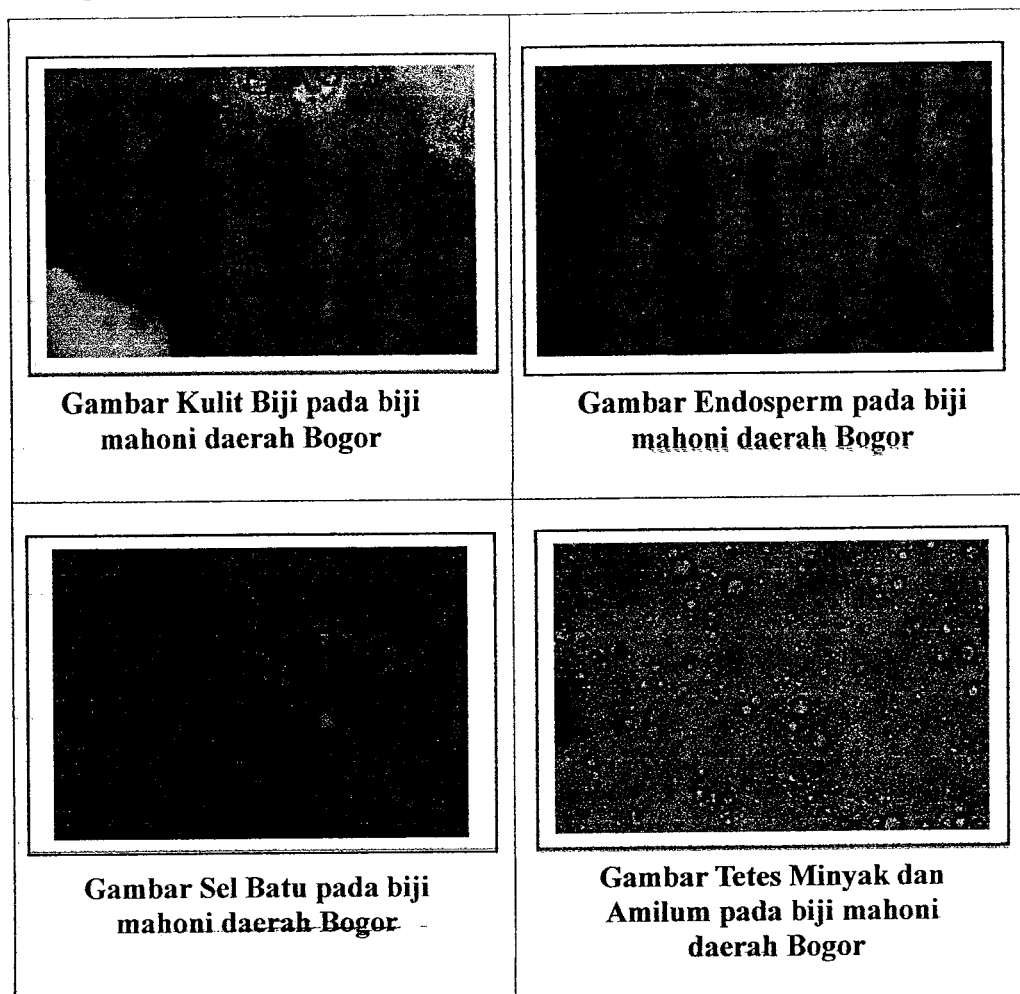 Gambar Kulit Biji pada biji
mahoni daerah Bogor
Gambar Endosperm pada biji
mahoni daerah Bogor
Gambar Sel Batu pada biji
mahoni daerah Bogor
Gambar Tetes Minyak dan
Amilum pada biji mahoni
daerah Bogor